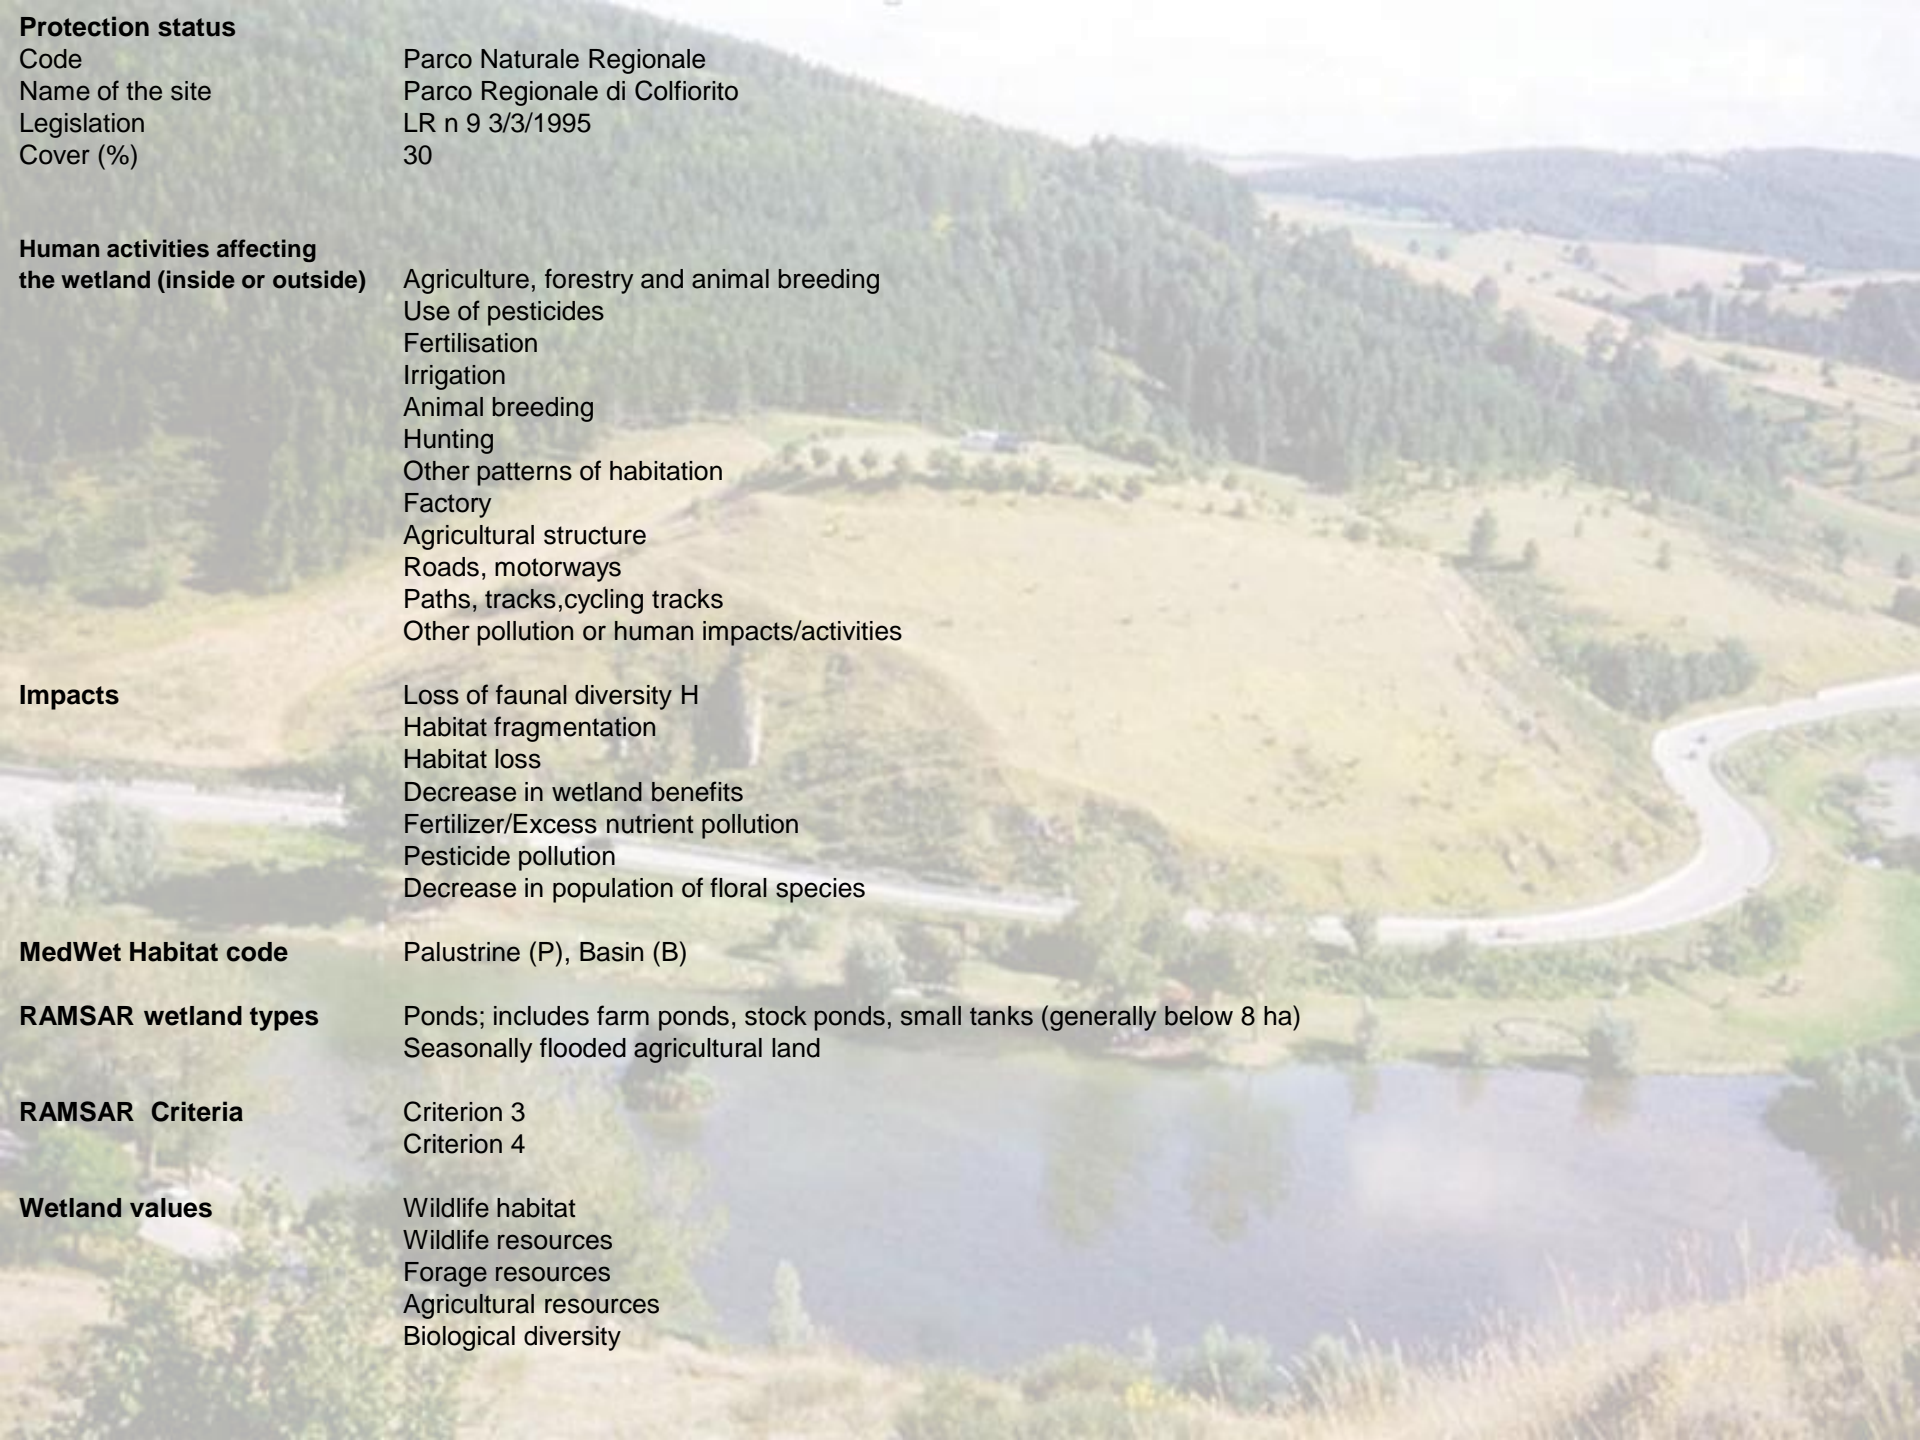 Protection status
Code Parco Naturale Regionale
Name of the site Parco Regionale di Colfiorito
Legislation LR n 9 3/3/1995
Cover (%) 30
Human activities affecting
the wetland (inside or outside) Agriculture, forestry and animal breeding
Use of pesticides
Fertilisation
Irrigation
Animal breeding
Hunting
Other patterns of habitation
Factory
Agricultural structure
Roads, motorways
Paths, tracks,cycling tracks
Other pollution or human impacts/activities
Impacts Loss of faunal diversity H
Habitat fragmentation
Habitat loss
Decrease in wetland benefits
Fertilizer/Excess nutrient pollution
Pesticide pollution
Decrease in population of floral species
MedWet Habitat code Palustrine (P), Basin (B)
RAMSAR wetland types Ponds; includes farm ponds, stock ponds, small tanks (generally below 8 ha)
Seasonally flooded agricultural land
RAMSAR Criteria Criterion 3
Criterion 4
Wetland values Wildlife habitat
Wildlife resources
Forage resources
Agricultural resources
Biological diversity